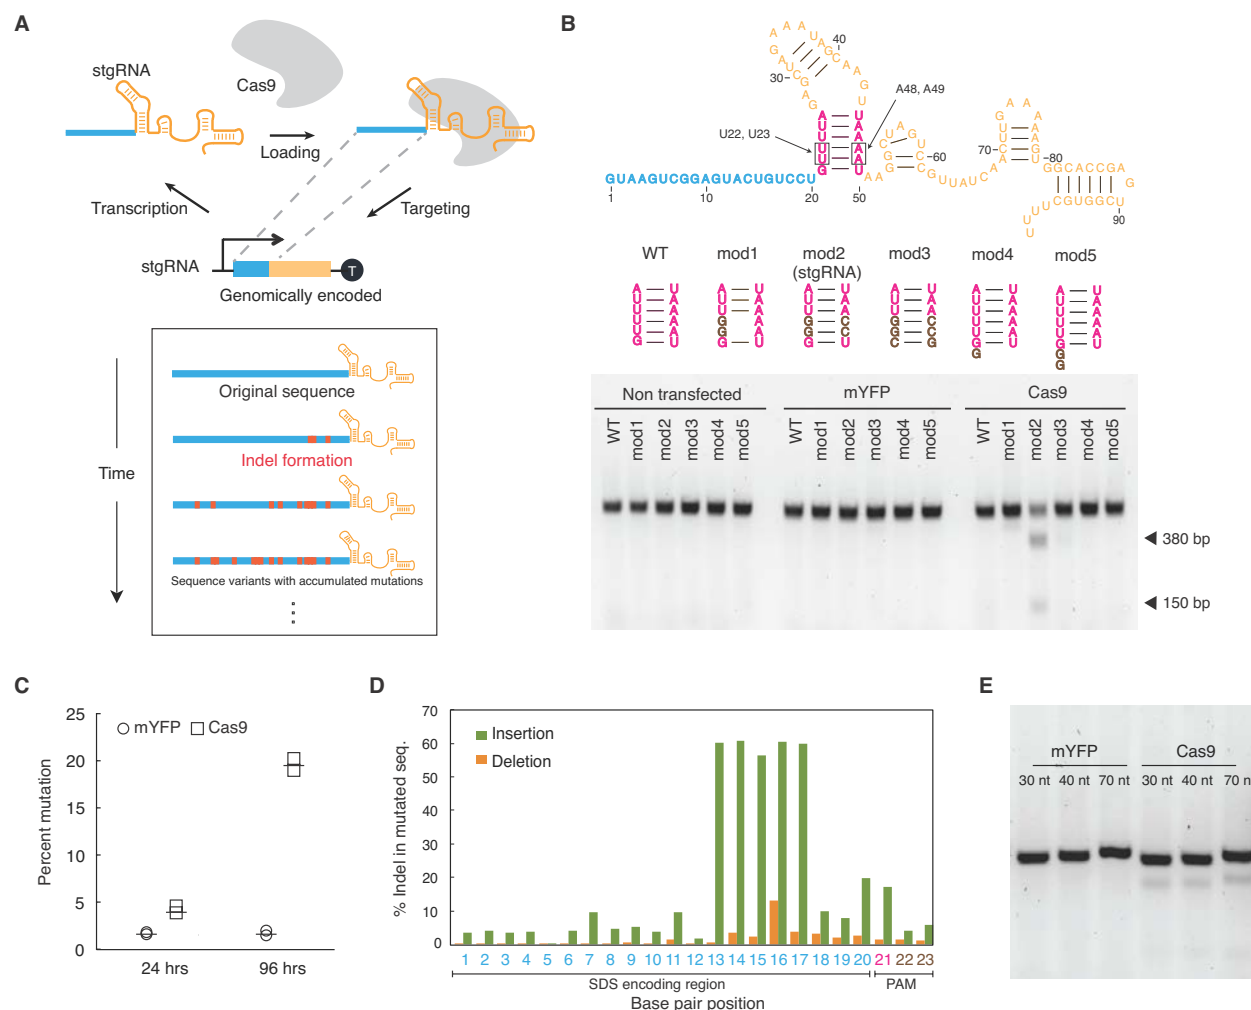 A
stgRNA
Cas9
Loading
Transcription
Targeting
stgRNA
T
Genomically encoded
Original sequence
Indel formation
Time
Sequence variants with accumulated mutations
B
40
30
A48, A49
U22, U23
70
60
80
GUAAGUCGGAGUACUGUCCU
1
10
20
50
90
WT
mod1
mod2
(stgRNA)
mod3
mod4
mod5
Non transfected
mYFP
Cas9
WT
mod1
mod2
mod3
mod4
mod5
WT
mod1
mod2
mod3
mod4
mod5
WT
mod1
mod2
mod3
mod4
mod5
380 bp
150 bp
C
Percent mutation
25
20
15
10
5
0
mYFP
Cas9
24 hrs
96 hrs
D
% Indel in mutated seq.
70
60
50
40
30
20
10
0
Insertion
Deletion
1 2 3 4 5 6 7 8 9 10 11 12 13 14 15 16 17 18 19 20 21 22 23
SDS encoding region
PAM
Base pair position
E
mYFP
Cas9
30 nt 40 nt 70 nt
30 nt 40 nt